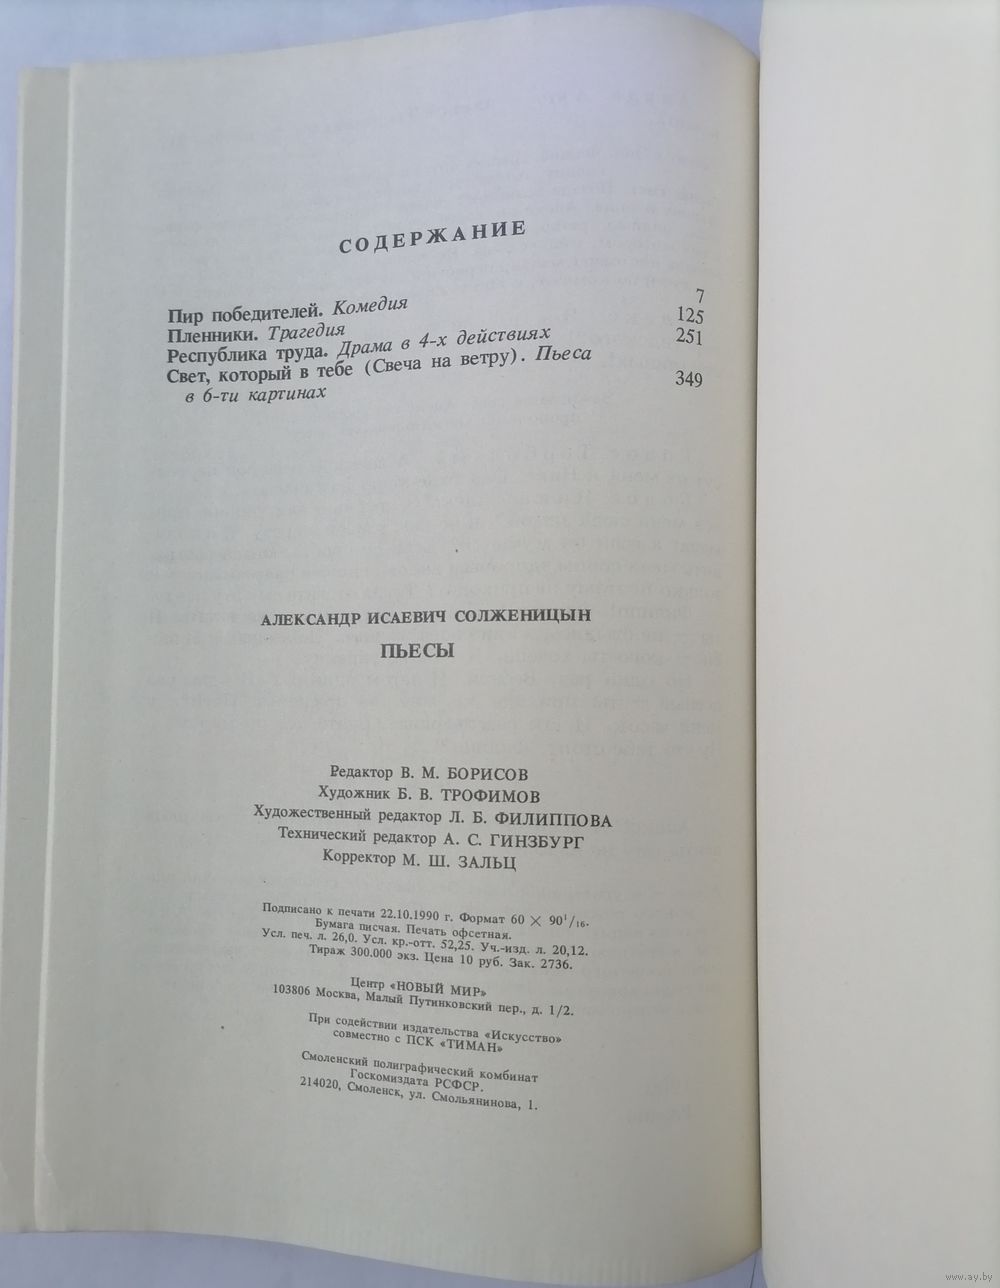 СОДЕРЖАНИЕ
Пир победителей. Комедия 7
Пленники. Трагедия 125
Республика труда. Драма в 4-х действиях 251
Свет, который в тебе (Свеча на ветру). Пьеса
в 6-ти картинах 349
АЛЕКСАНДР ИСАЕВИЧ СОЛЖЕНИЦЫН
ПЬЕСЫ
Редактор В. М. БОРИСОВ
Художник Б. В. ТРОФИМОВ
Художественный редактор Л. Б. ФИЛИППОВА
Технический редактор А. С. ГИНЗБУРГ
Корректор М. Ш. ЗАЛЬЦ
Подписано к печати 22.10.1990 г. Формат 60 × 90¹/₁₆.
Бумага писчая. Печать офсетная.
Усл. печ. л. 26,0. Усл. кр.-отт. 52,25. Уч.-изд. л. 20,12.
Тираж 300.000 экз. Цена 10 руб. Зак. 2736.
Центр «НОВЫЙ МИР»
103806 Москва, Малый Путинковский пер., д. 1/2.
При содействии издательства «Искусство»
совместно с ПСК «ТИМАН»
Смоленский полиграфический комбинат
Госкомиздата РСФСР.
214020, Смоленск, ул. Смольянинова, 1.
www.ay.by